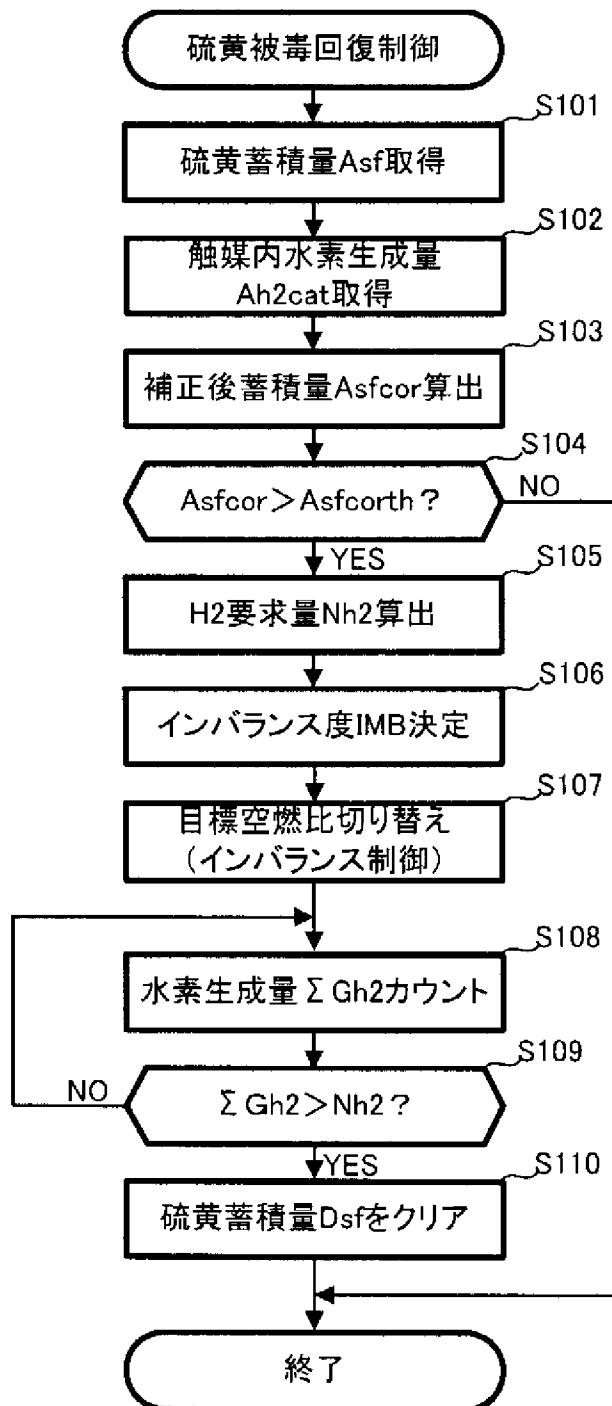 硫黄被毒回復制御
S101
硫黄蓄積量Asf取得
S102
触媒内水素生成量
Ah2cat取得
S103
補正後蓄積量Asfcor算出
S104
Asfcor＞Asfcorth？
NO
YES
S105
H2要求量Nh2算出
S106
インバランス度IMB決定
S107
目標空燃比切り替え
（インバランス制御）
S108
水素生成量ΣGh2カウント
S109
ΣGh2＞Nh2？
NO
YES
S110
硫黄蓄積量Dsfをクリア
終了